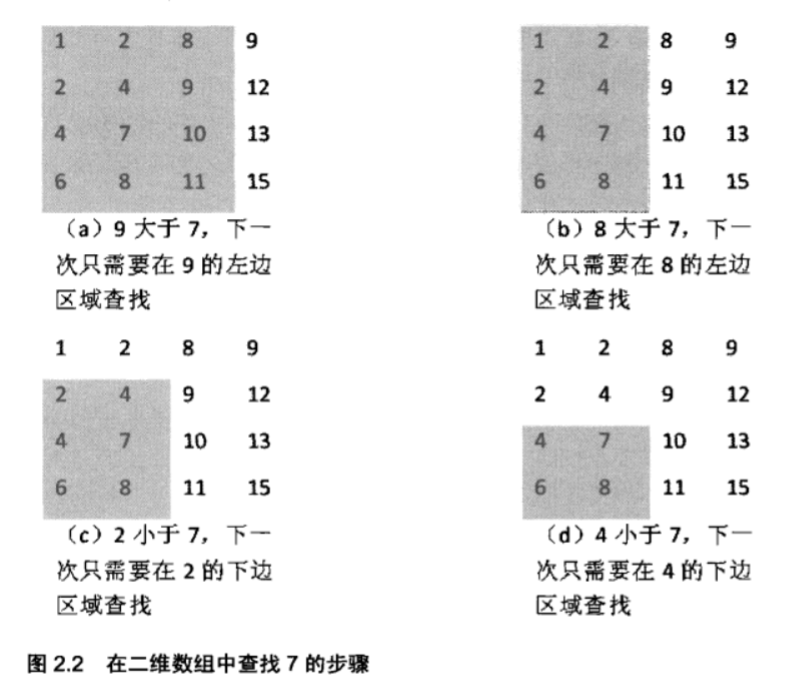 1 2 8 9
2 4 9 12
4 7 10 13
6 8 11 15
（a）9 大于 7，下一
次只需要在 9 的左边
区域查找
1 2 8 9
2 4 9 12
4 7 10 13
6 8 11 15
（b）8 大于 7，下一
次只需要在 8 的左边
区域查找
1 2 8 9
2 4 9 12
4 7 10 13
6 8 11 15
（c）2 小于 7，下一
次只需要在 2 的下边
区域查找
1 2 8 9
2 4 9 12
4 7 10 13
6 8 11 15
（d）4 小于 7，下一
次只需要在 4 的下边
区域查找
图 2.2 在二维数组中查找 7 的步骤